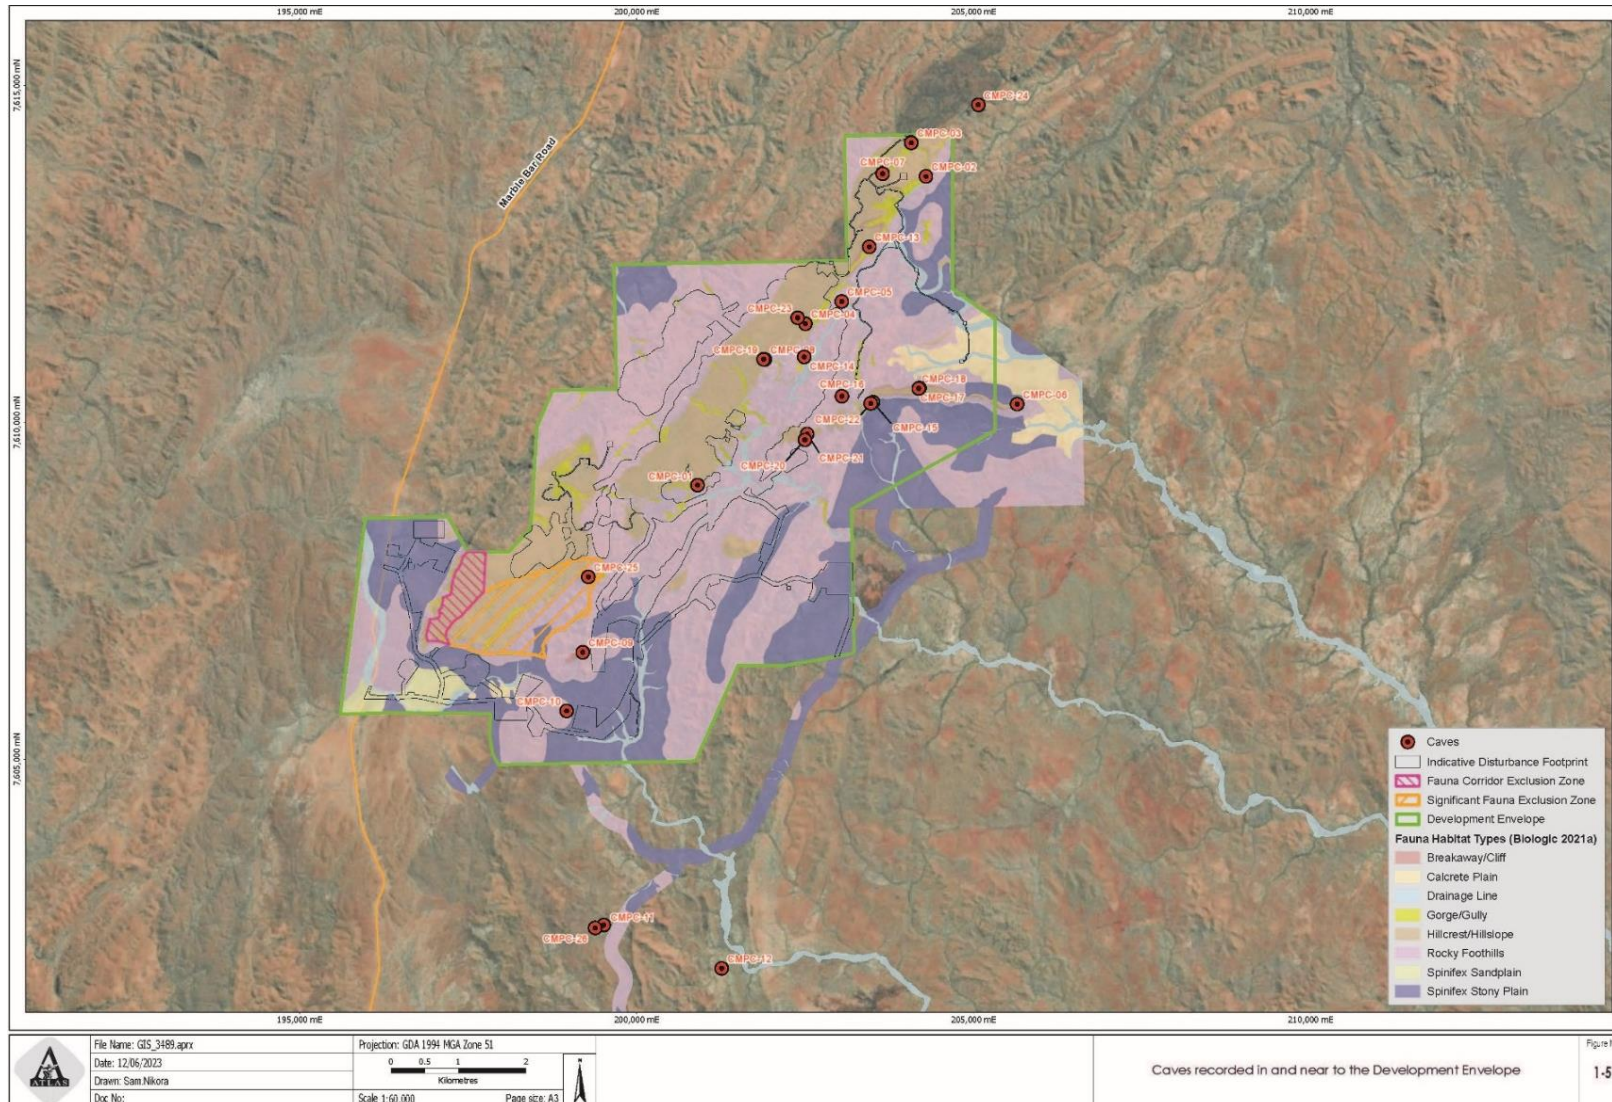 195,000 mE
200,000 mE
205,000 mE
210,000 mE
7,615,000 mN
7,610,000 mN
7,605,000 mN
Marble Bar Road
CMPC-24
CMPC-03
CMPC-07
CMPC-02
CMPC-13
CMPC-05
CMPC-23
CMPC-04
CMPC-19
CMPC-14
CMPC-16
CMPC-18
CMPC-17
CMPC-06
CMPC-22
CMPC-15
CMPC-20
CMPC-21
CMPC-01
CMPC-25
CMPC-09
CMPC-10
CMPC-11
CMPC-26
CMPC-12
Caves
Indicative Disturbance Footprint
Fauna Corridor Exclusion Zone
Significant Fauna Exclusion Zone
Development Envelope
Fauna Habitat Types (Biologic 2021a)
Breakaway/Cliff
Calcrete Plain
Drainage Line
Gorge/Gully
Hillcrest/Hillslope
Rocky Foothills
Spinifex Sandplain
Spinifex Stony Plain
195,000 mE
200,000 mE
205,000 mE
210,000 mE
ATLAS
File Name: GIS_3489.aprx
Date: 12/06/2023
Drawn: Sam.Nikora
Doc No:
Projection: GDA 1994 MGA Zone 51
0 0.5 1 2
Kilometres
Scale 1:60,000
Page size: A3
N
Caves recorded in and near to the Development Envelope
Figure
1-5